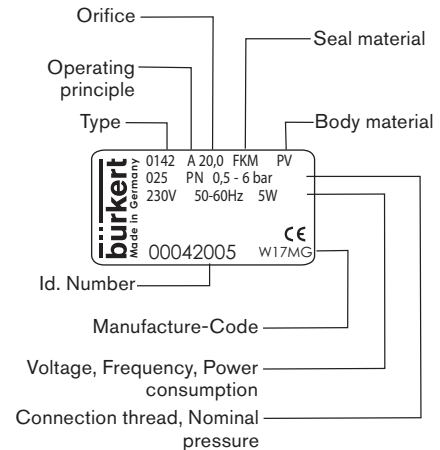 Orifice
Seal material
Operating
principle
Type
Body material
bürkert
Made in Germany
0142 A 20,0 FKM PV
025 PN 0,5 - 6 bar
230V 50-60Hz 5W
CE
00042005 W17MG
Id. Number
Manufacture-Code
Voltage, Frequency, Power
consumption
Connection thread, Nominal
pressure